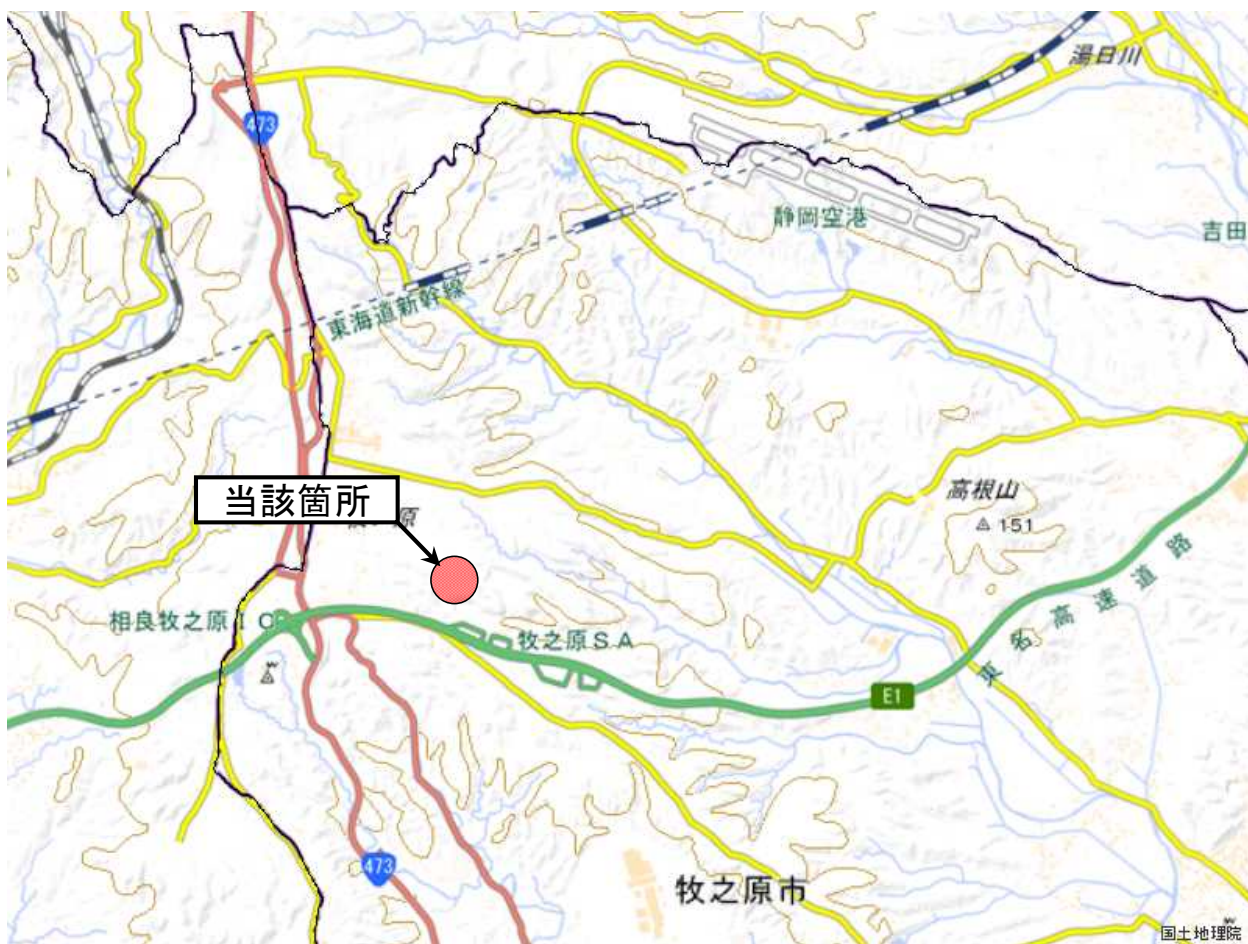 湯日川
473
静岡空港
吉田
東海道新幹線
当該箇所
原
高根山
151
相良牧之原IC
牧之原SA
東名高速道路
E1
473
牧之原市
国土地理院